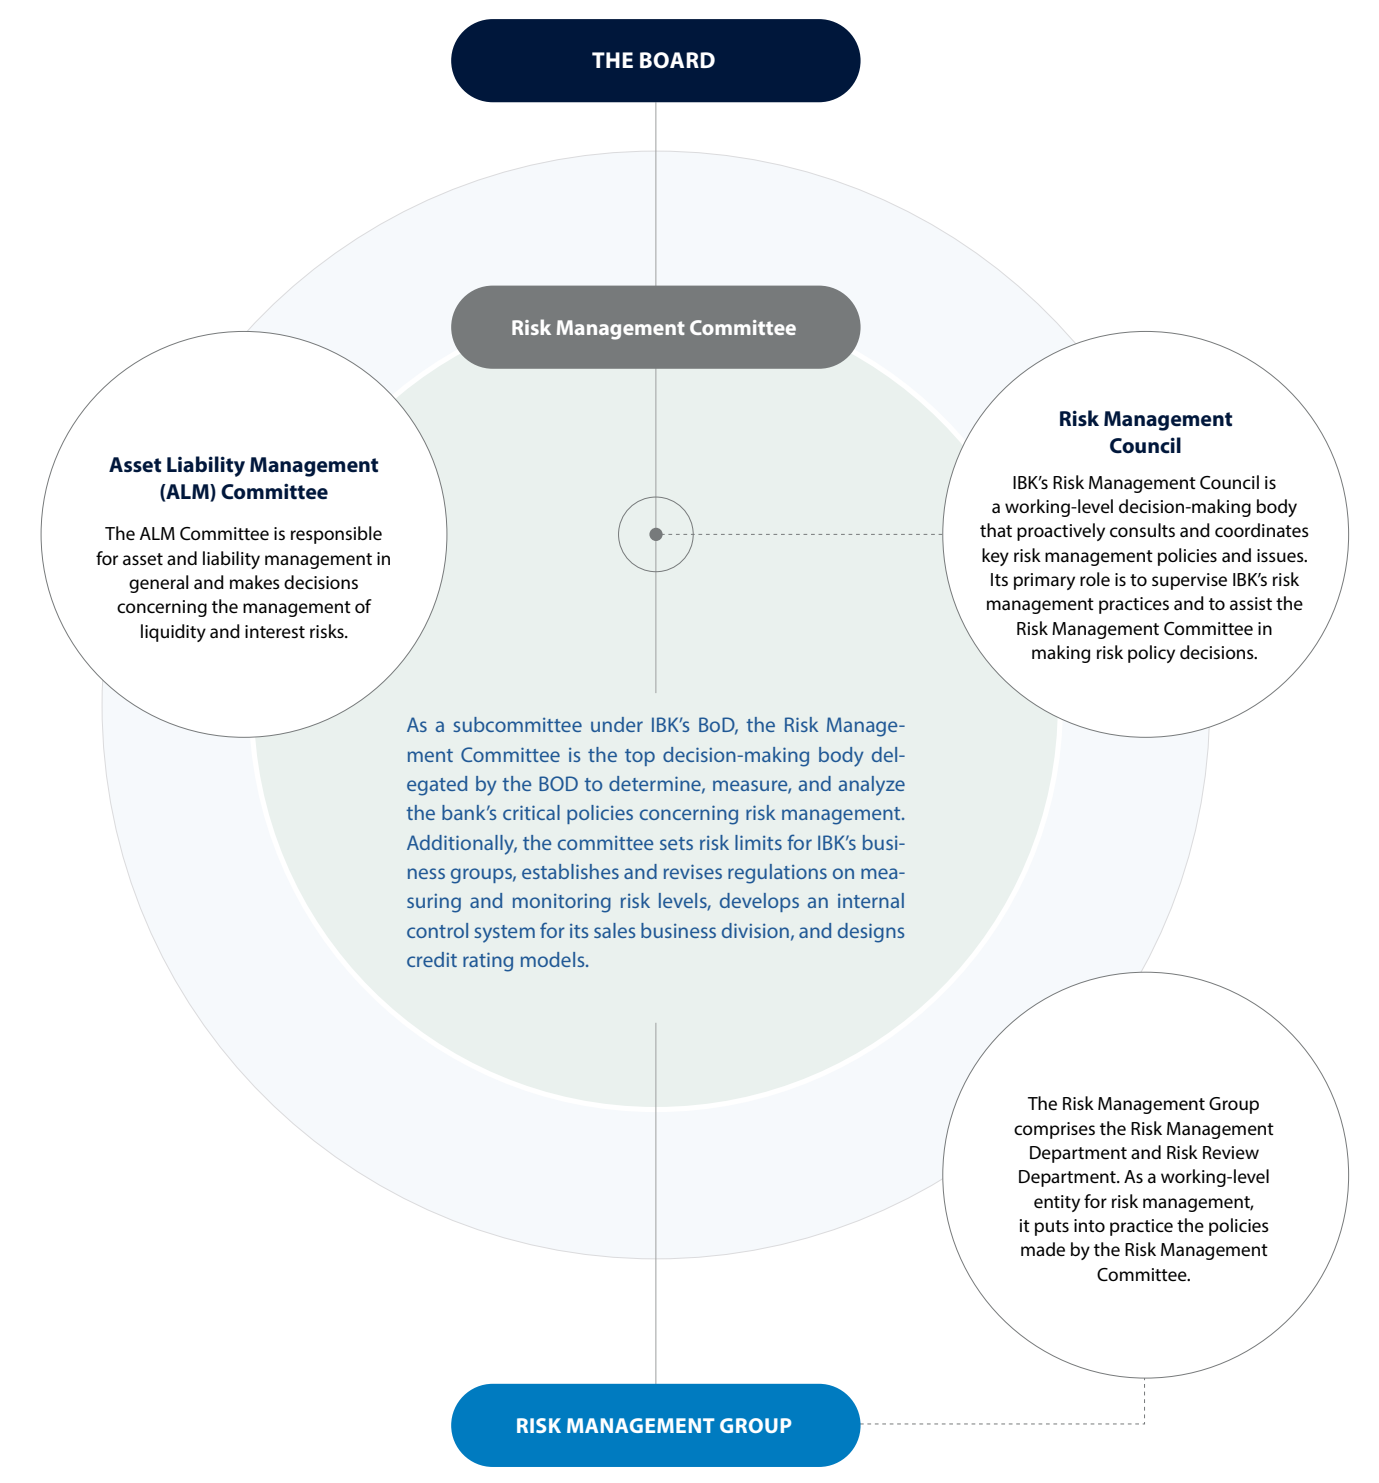 THE BOARD
Risk Management Committee
Asset Liability Management
(ALM) Committee
The ALM Committee is responsible
for asset and liability management in
general and makes decisions
concerning the management of
liquidity and interest risks.
Risk Management
Council
IBK’s Risk Management Council is
a working-level decision-making body
that proactively consults and coordinates
key risk management policies and issues.
Its primary role is to supervise IBK’s risk
management practices and to assist the
Risk Management Committee in
making risk policy decisions.
As a subcommittee under IBK’s BoD, the Risk Manage-
ment Committee is the top decision-making body del-
egated by the BOD to determine, measure, and analyze
the bank’s critical policies concerning risk management.
Additionally, the committee sets risk limits for IBK’s busi-
ness groups, establishes and revises regulations on mea-
suring and monitoring risk levels, develops an internal
control system for its sales business division, and designs
credit rating models.
The Risk Management Group
comprises the Risk Management
Department and Risk Review
Department. As a working-level
entity for risk management,
it puts into practice the policies
made by the Risk Management
Committee.
RISK MANAGEMENT GROUP